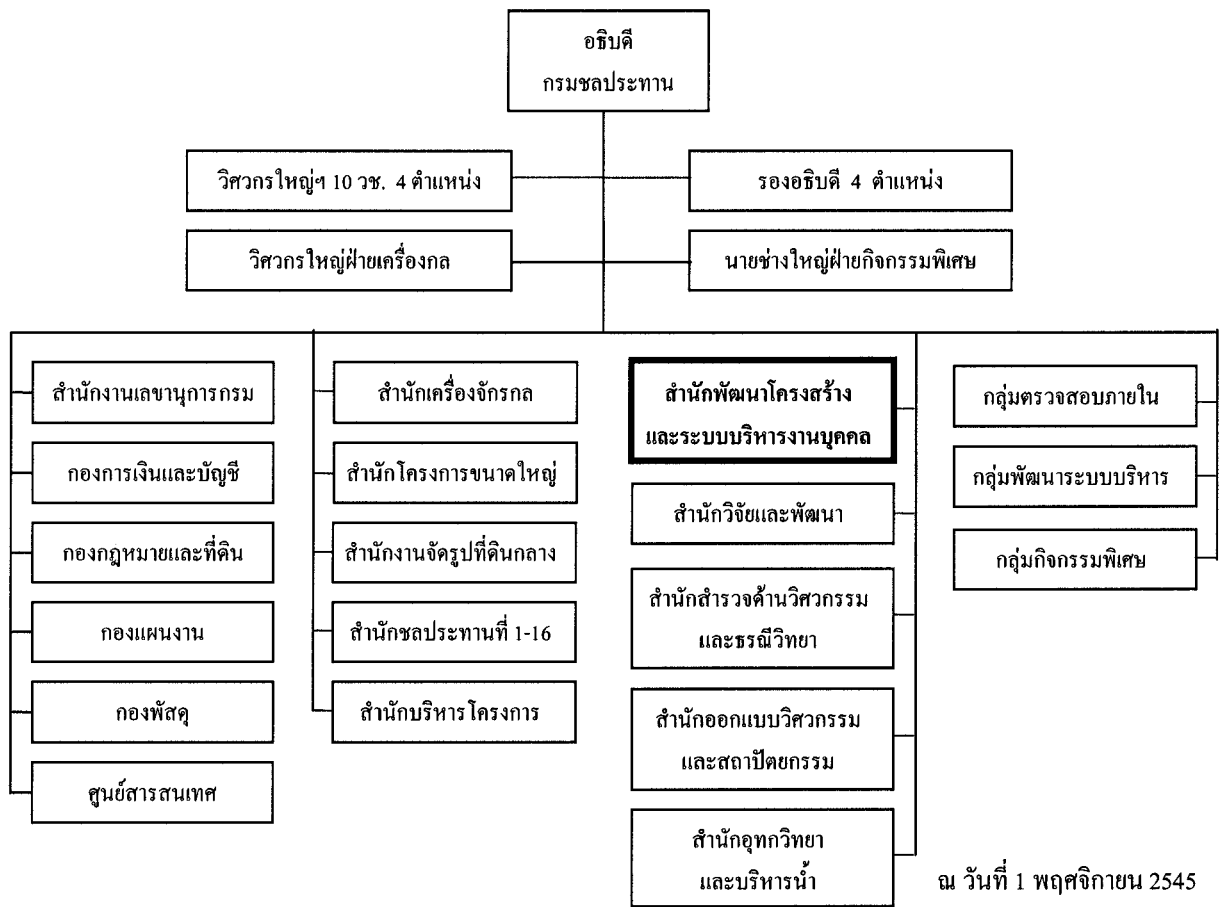 อธิบดี
กรมชลประทาน
วิศวกรใหญ่ฯ 10 วช. 4 ตำแหน่ง
รองอธิบดี 4 ตำแหน่ง
วิศวกรใหญ่ฝ่ายเครื่องกล
นายช่างใหญ่ฝ่ายกิจกรรมพิเศษ
สำนักงานเลขานุการกรม
กองการเงินและบัญชี
กองกฎหมายและที่ดิน
กองแผนงาน
กองพัสดุ
ศูนย์สารสนเทศ
สำนักเครื่องจักรกล
สำนักโครงการขนาดใหญ่
สำนักงานจัดรูปที่ดินกลาง
สำนักชลประทานที่ 1-16
สำนักบริหารโครงการ
สำนักพัฒนาโครงสร้าง
และระบบบริหารงานบุคคล
สำนักวิจัยและพัฒนา
สำนักสำรวจด้านวิศวกรรม
และธรณีวิทยา
สำนักออกแบบวิศวกรรม
และสถาปัตยกรรม
สำนักอุทกวิทยา
และบริหารน้ำ
กลุ่มตรวจสอบภายใน
กลุ่มพัฒนาระบบบริหาร
กลุ่มกิจกรรมพิเศษ
ณ วันที่ 1 พฤศจิกายน 2545